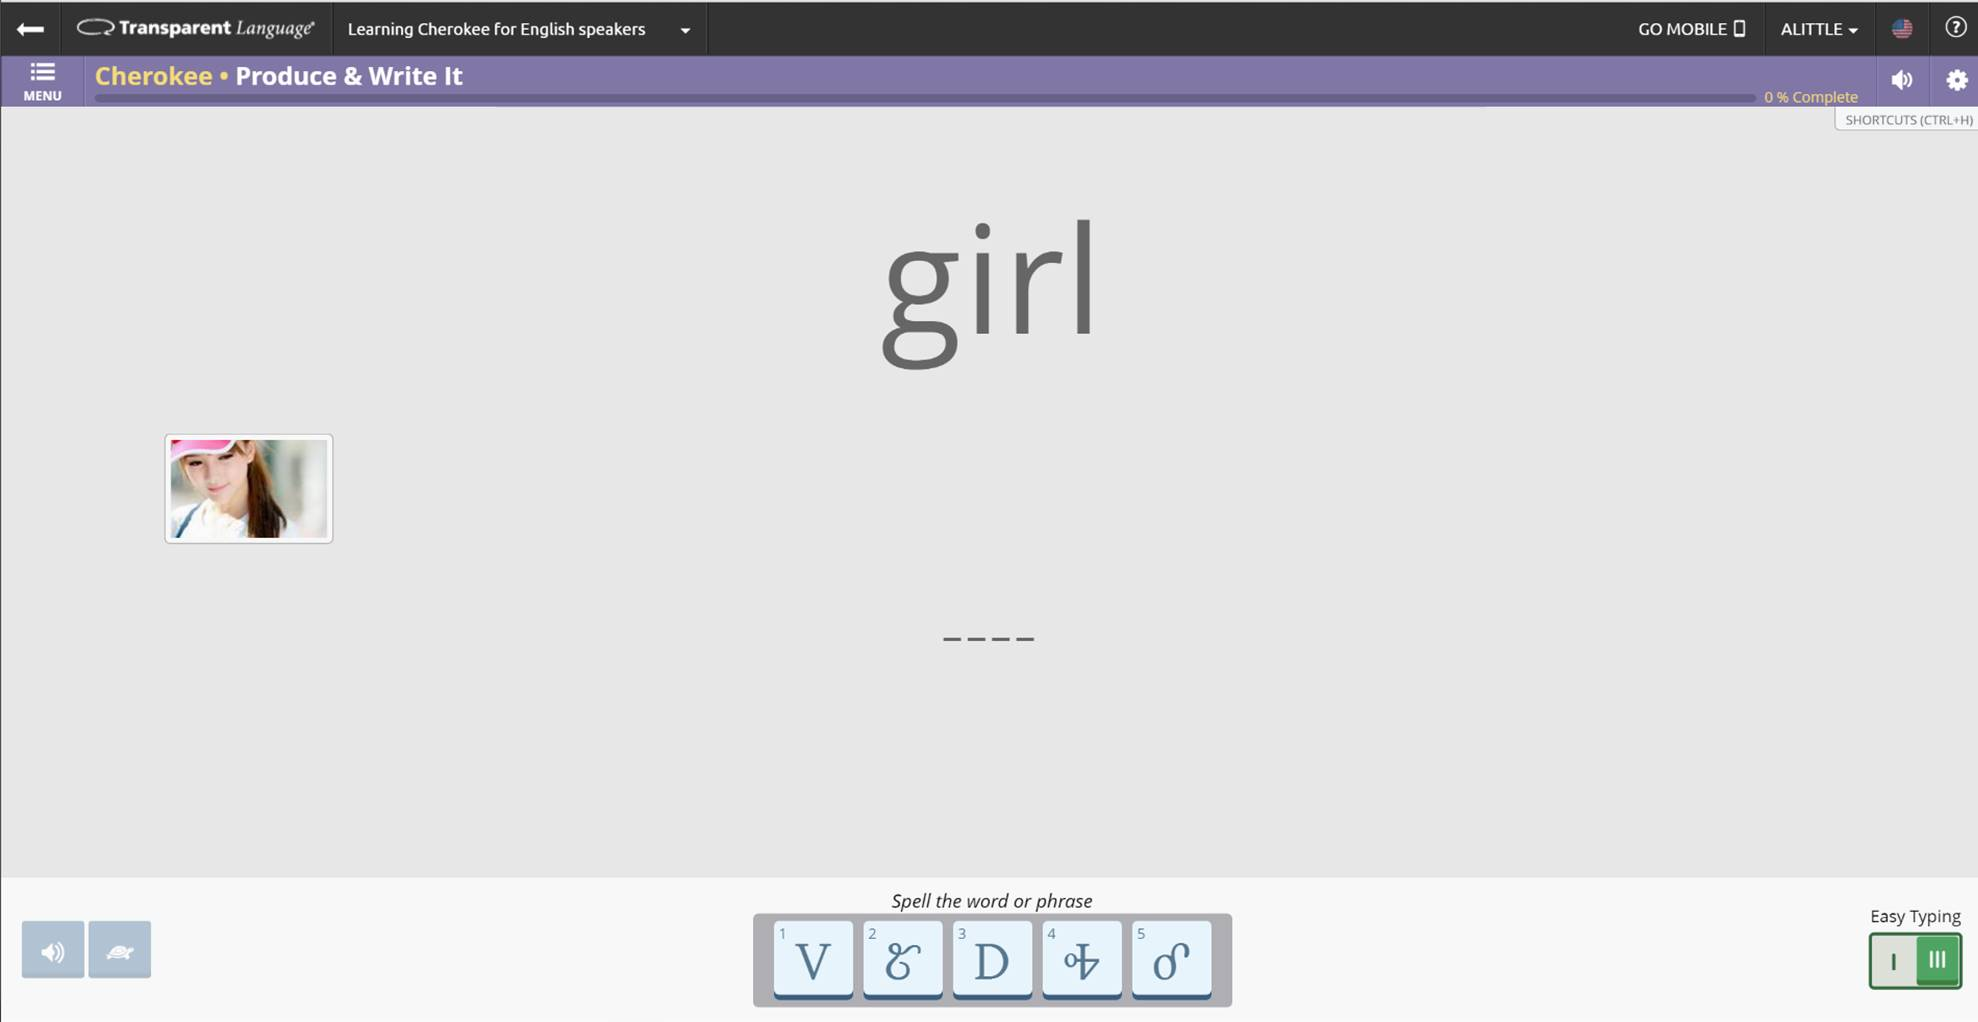 Transparent Language®
Learning Cherokee for English speakers
GO MOBILE
ALITTLE
?
MENU
Cherokee • Produce & Write It
0 % Complete
SHORTCUTS (CTRL+H)
girl
_ _ _ _
Spell the word or phrase
1 Ꮩ
2
3 Ꭰ
4
5
Easy Typing